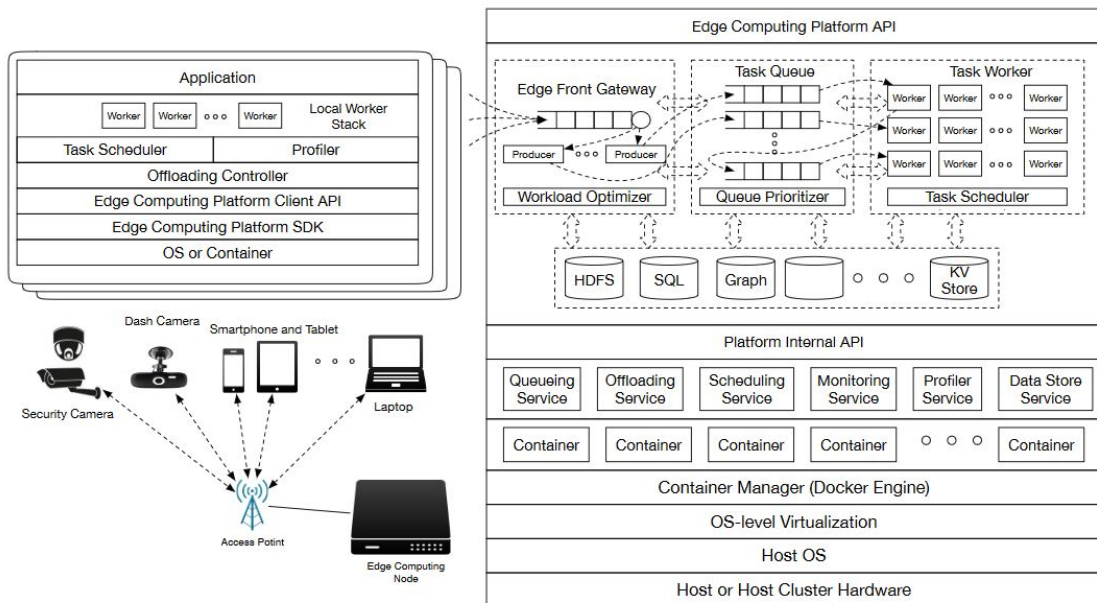 Application
Worker
Worker
Worker
Local Worker
Stack
Task Scheduler
Profiler
Offloading Controller
Edge Computing Platform Client API
Edge Computing Platform SDK
OS or Container
Dash Camera
Smartphone and Tablet
Security Camera
Laptop
Access Potint
Edge Computing
Node
Edge Computing Platform API
Edge Front Gateway
Producer
Producer
Workload Optimizer
Task Queue
Queue Prioritizer
Task Worker
Worker
Worker
Worker
Worker
Worker
Worker
Worker
Worker
Worker
Task Scheduler
HDFS
SQL
Graph
KV
Store
Platform Internal API
Queueing
Service
Offloading
Service
Scheduling
Service
Monitoring
Service
Profiler
Service
Data Store
Service
Container
Container
Container
Container
Container
Container Manager (Docker Engine)
OS-level Virtualization
Host OS
Host or Host Cluster Hardware